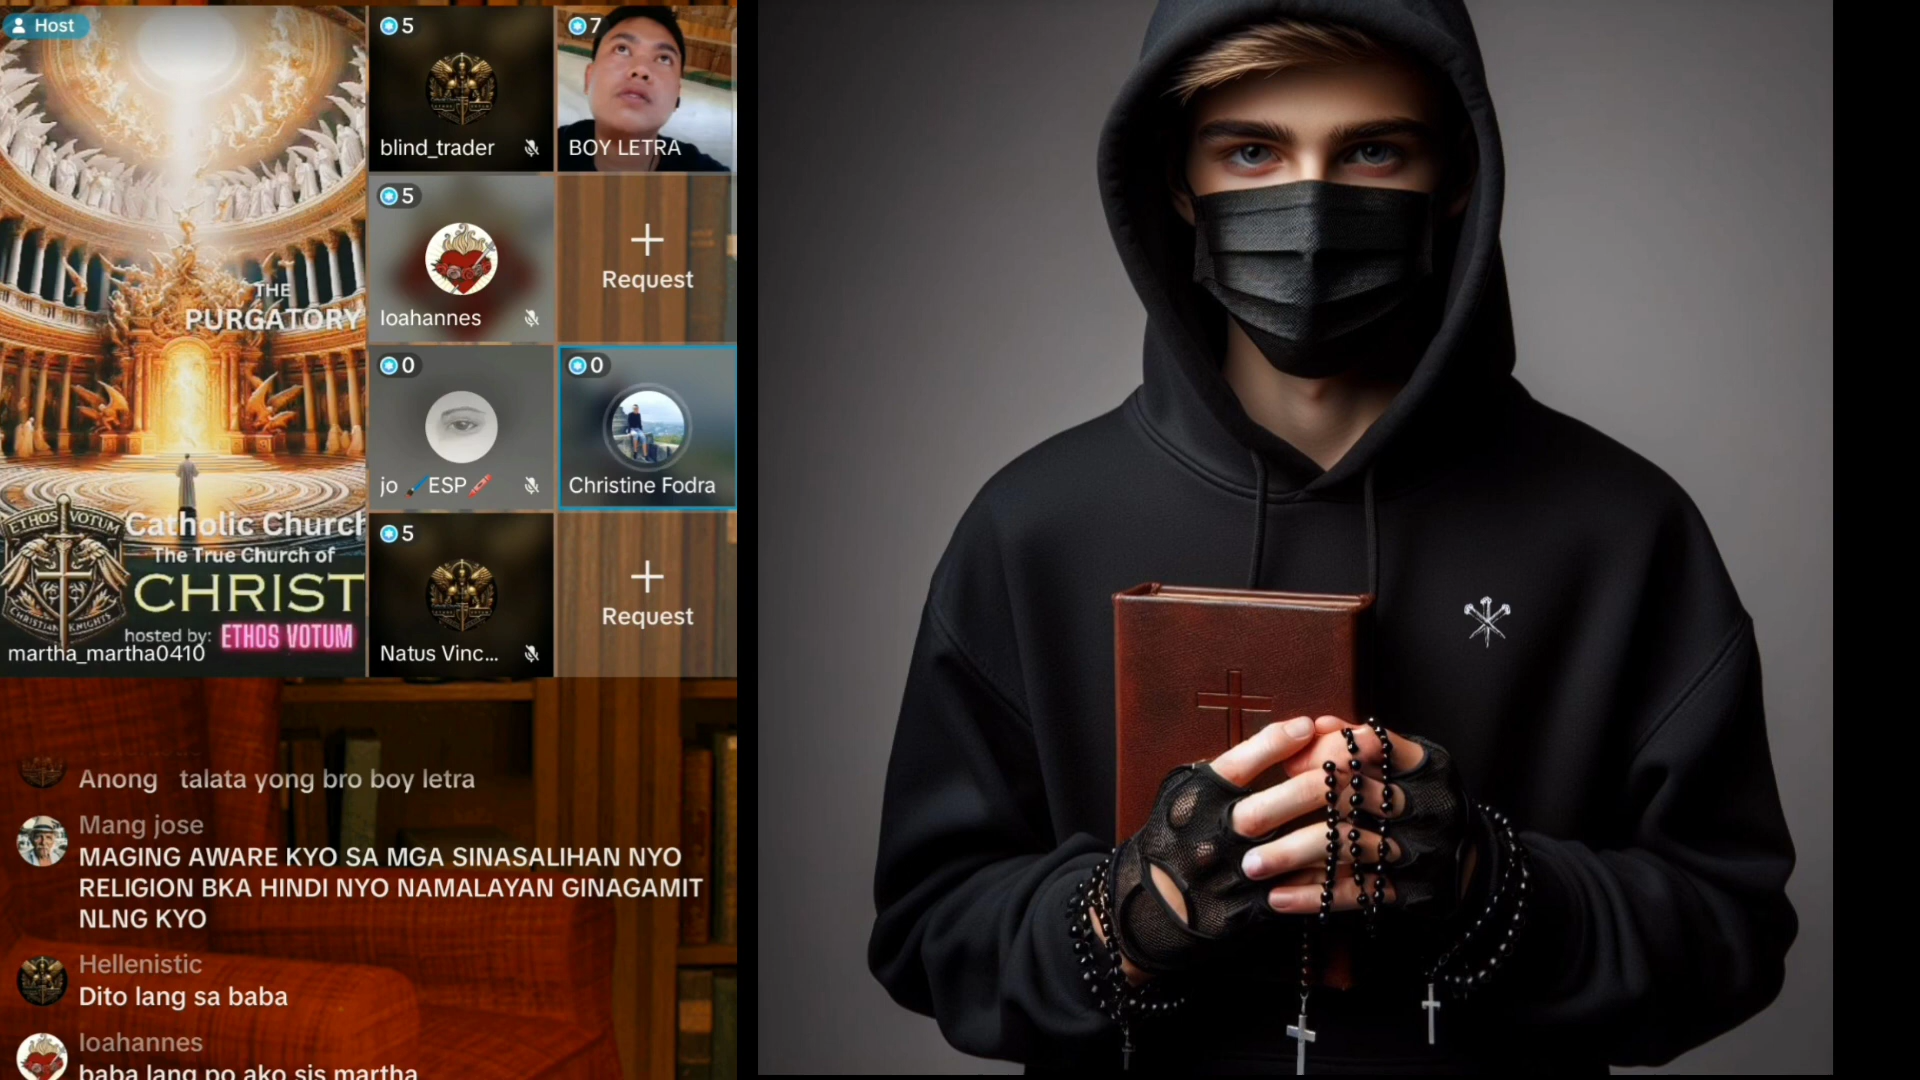 Host
THE
PURGATORY
ETHOS VOTUM
Catholic Church
The True Church of
CHRIST
CHRISTIAN KNIGHTS
hosted by: ETHOS VOTUM
martha_martha0410
5
blind_trader
7
BOY LETRA
5
loahannes
+
Request
0
jo 🖌️ESP🖍️
0
Christine Fodra
5
Natus Vinc...
+
Request
Anong talata yong bro boy letra
Mang jose
MAGING AWARE KYO SA MGA SINASALIHAN NYO
RELIGION BKA HINDI NYO NAMALAYAN GINAGAMIT
NLNG KYO
Hellenistic
Dito lang sa baba
loahannes
baba lang po ako sis martha